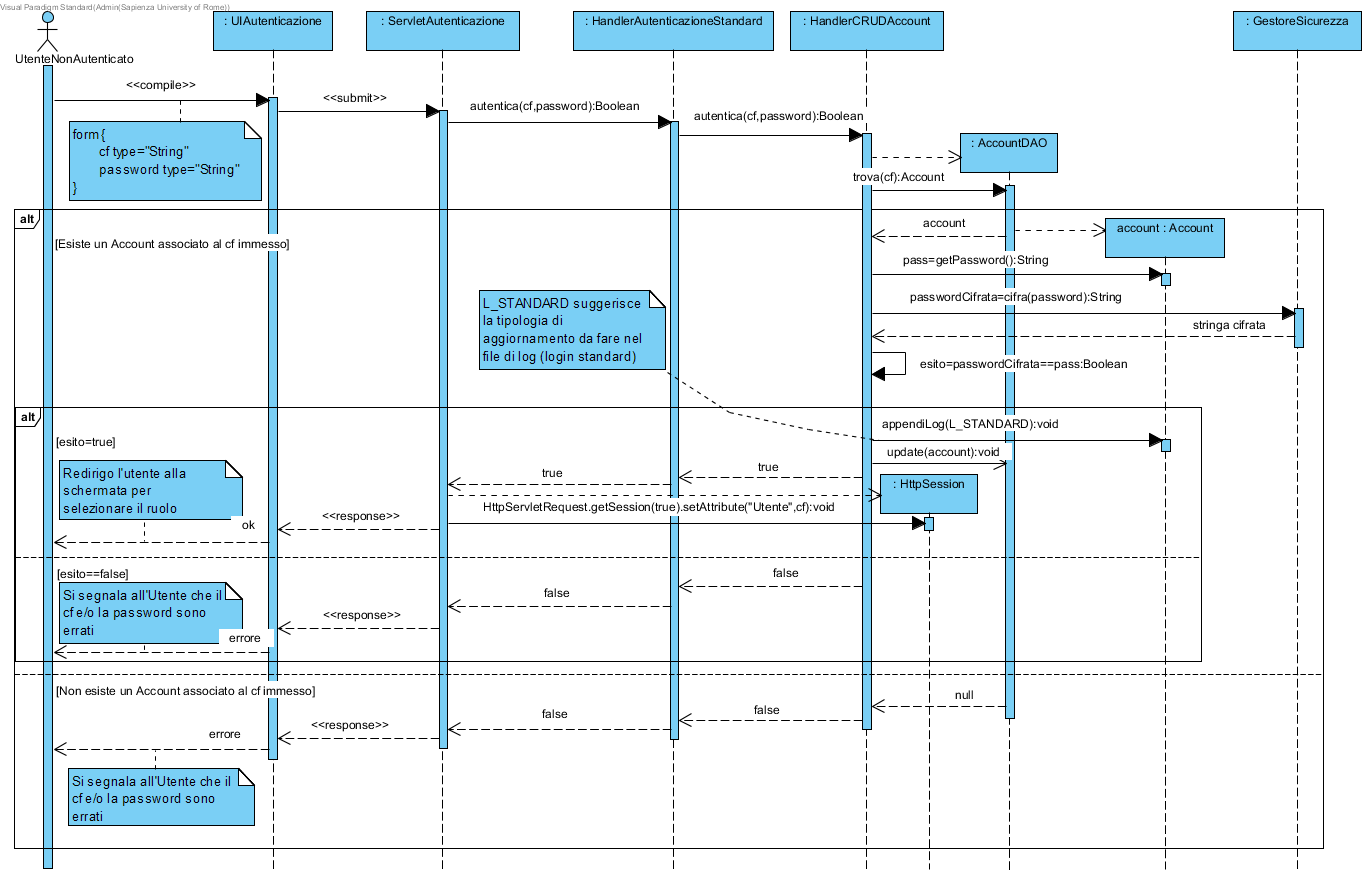 Visual Paradigm Standard(Admin(Sapienza University of Rome))
: UIAutenticazione
: ServletAutenticazione
: HandlerAutenticazioneStandard
: HandlerCRUDAccount
: GestoreSicurezza
UtenteNonAutenticato
<<compile>>
<<submit>>
autentica(cf,password):Boolean
autentica(cf,password):Boolean
form {
cf type="String"
password type="String"
}
: AccountDAO
trova(cf):Account
alt
[Esiste un Account associato al cf immesso]
account
account : Account
pass=getPassword():String
passwordCifrata=cifra(password):String
stringa cifrata
L_STANDARD suggerisce
la tipologia di
aggiornamento da fare nel
file di log (login standard)
esito=passwordCifrata==pass:Boolean
alt
[esito=true]
appendiLog(L_STANDARD):void
update(account):void
true
true
Redirigo l'utente alla
schermata per
selezionare il ruolo
: HttpSession
HttpServletRequest.getSession(true).setAttribute("Utente",cf):void
<<response>>
ok
[esito==false]
false
false
Si segnala all'Utente che il
cf e/o la password sono
errati
<<response>>
errore
[Non esiste un Account associato al cf immesso]
null
false
false
<<response>>
errore
Si segnala all'Utente che il
cf e/o la password sono
errati